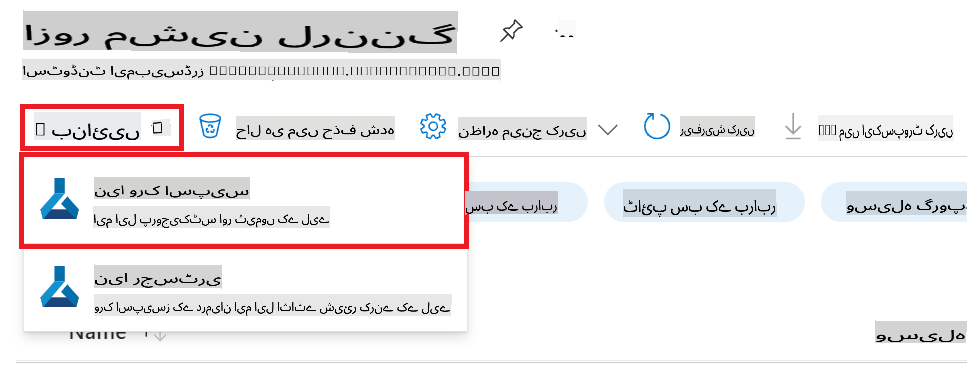 ازور مشین لرننگ
اسٹوڈنٹ ایمبیسڈرز
بنائیں
حال ہی میں حذف شدہ
نظارہ مینج کریں
ریفریش کریں
میں ایکسپورٹ کریں
نیا ورک اسپیس
ایم ایل پروجیکٹس اور ٹیموں کے لیے
سب کے برابر
ٹائپ سب کے برابر
وسیلہ گروپ
نیا رجسٹری
ورک اسپیسز کے درمیان ایم ایل اثاثے شیئر کرنے کے لیے
Name
وسیلہ